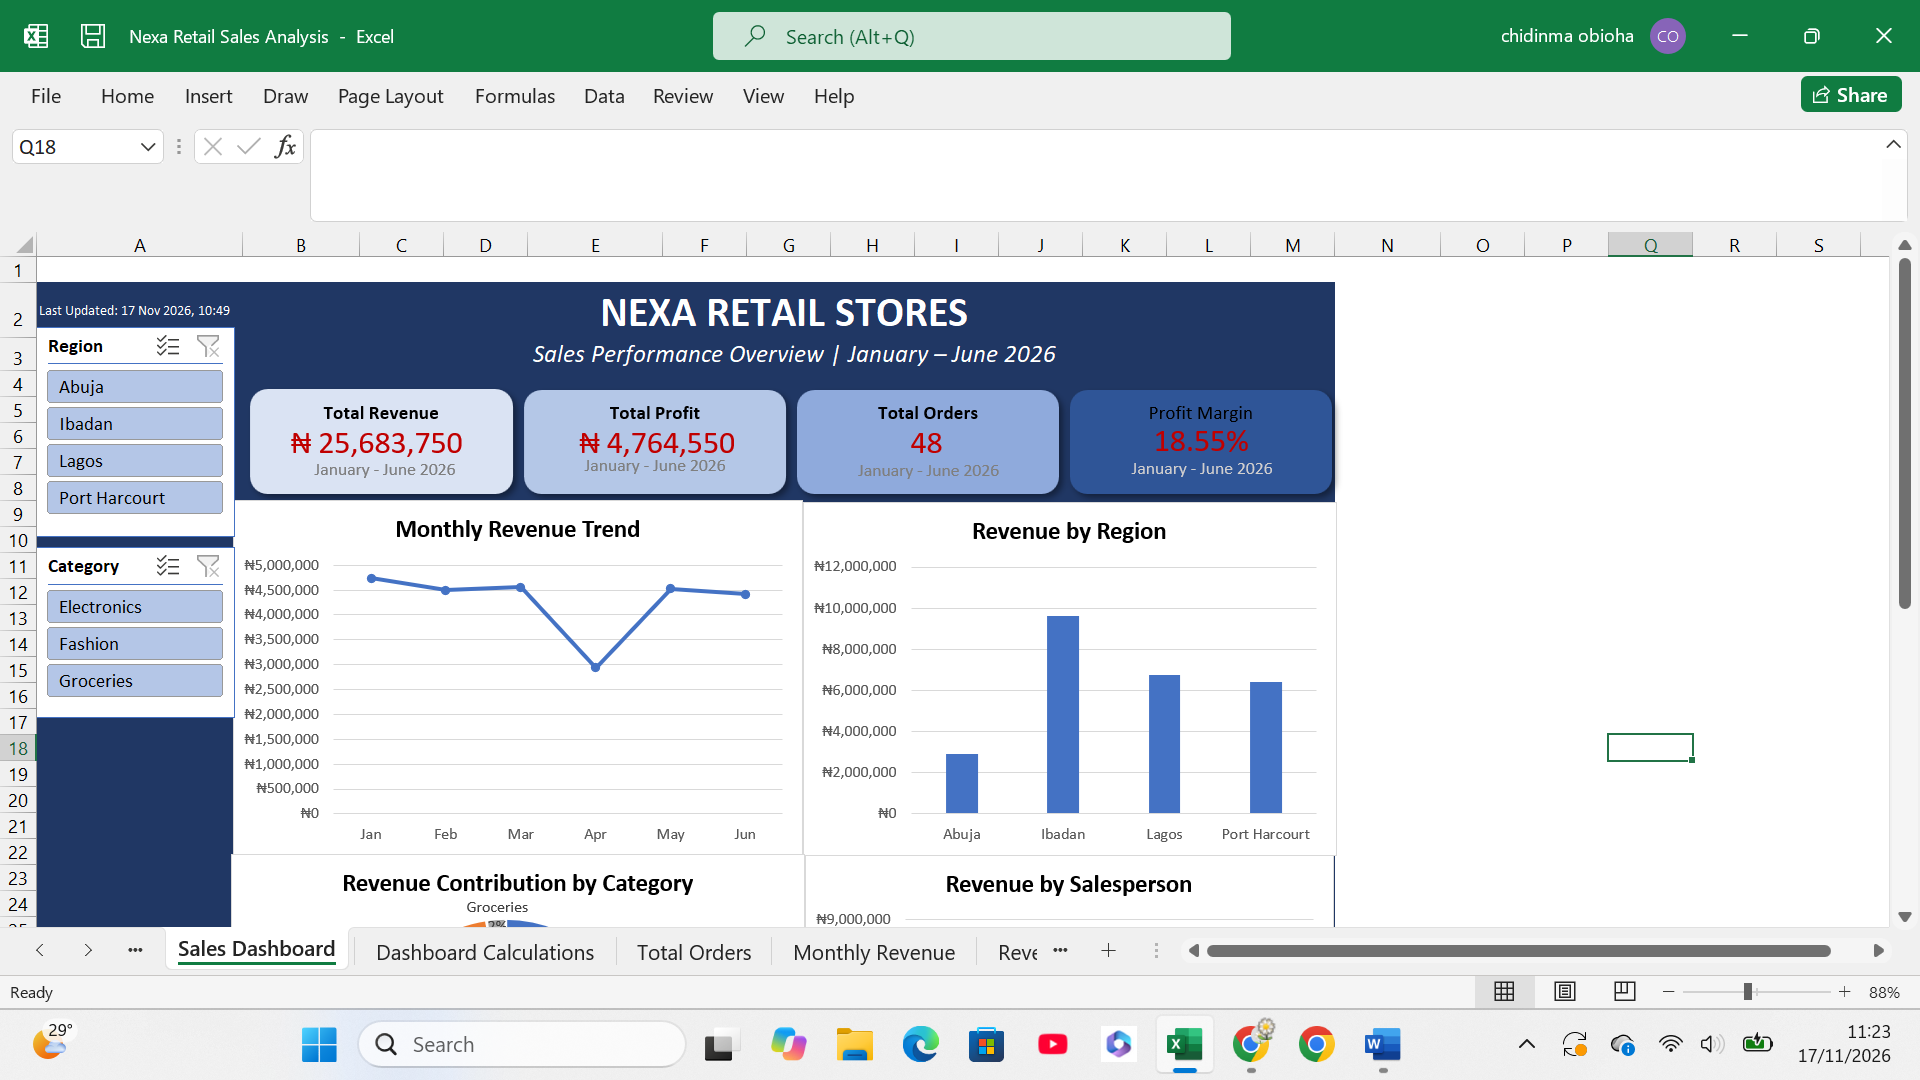 Nexa Retail Sales Analysis - Excel
Search (Alt+Q)
chidinma obioha
CO
File Home Insert Draw Page Layout Formulas Data Review View Help
Share
Q18
fx
A B C D E F G H I J K L M N O P Q R S
1
2
3
4
5
6
7
8
9
10
11
12
13
14
15
16
17
18
19
20
21
22
23
24
Last Updated: 17 Nov 2026, 10:49
NEXA RETAIL STORES
Sales Performance Overview | January – June 2026
Region
Abuja
Ibadan
Lagos
Port Harcourt
Category
Electronics
Fashion
Groceries
Total Revenue
₦ 25,683,750
January - June 2026
Total Profit
₦ 4,764,550
January - June 2026
Total Orders
48
January - June 2026
Profit Margin
18.55%
January - June 2026
Monthly Revenue Trend
₦5,000,000
₦4,500,000
₦4,000,000
₦3,500,000
₦3,000,000
₦2,500,000
₦2,000,000
₦1,500,000
₦1,000,000
₦500,000
₦0
Jan Feb Mar Apr May Jun
Revenue by Region
₦12,000,000
₦10,000,000
₦8,000,000
₦6,000,000
₦4,000,000
₦2,000,000
₦0
Abuja Ibadan Lagos Port Harcourt
Revenue Contribution by Category
Groceries
Revenue by Salesperson
₦9,000,000
Sales Dashboard Dashboard Calculations Total Orders Monthly Revenue Reve
Ready
88%
29°
Search
11:23
17/11/2026